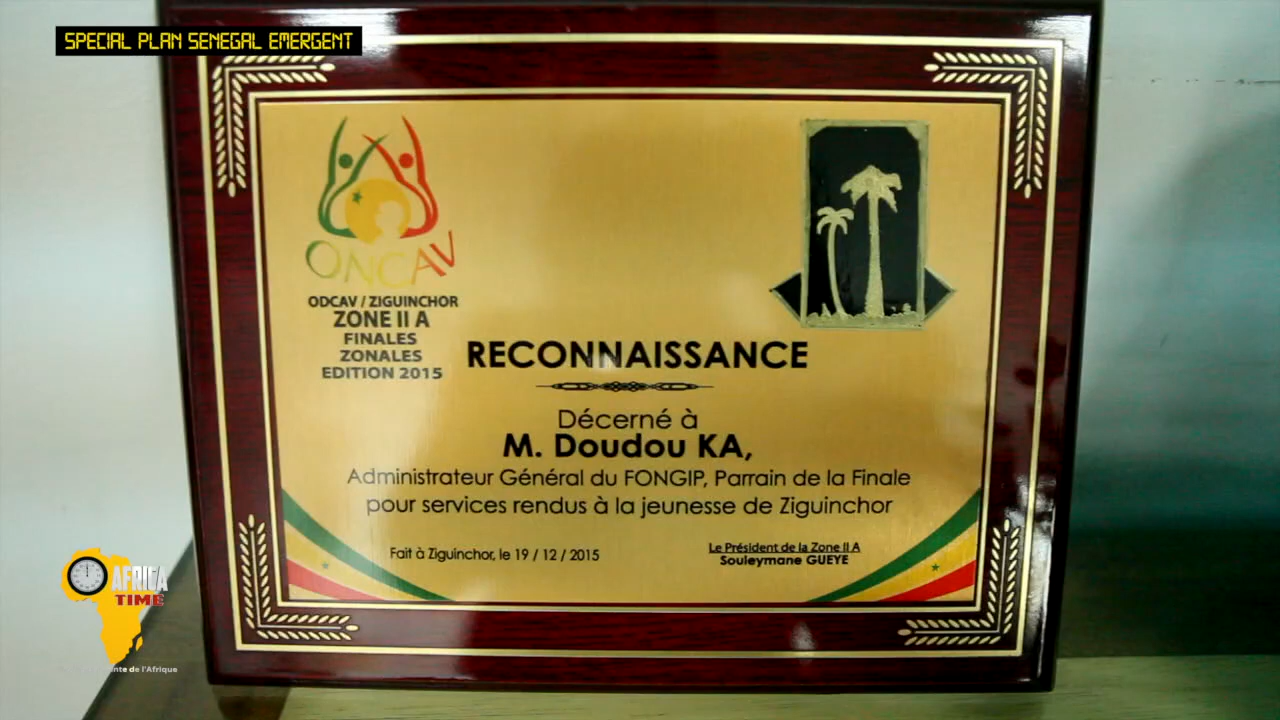 SPECIAL PLAN SENEGAL EMERGENT
ONCAV
ODCAV / ZIGUINCHOR
ZONE II A
FINALES
ZONALES
EDITION 2015
RECONNAISSANCE
Décerné à
M. Doudou KA,
Administrateur Général du FONGIP, Parrain de la Finale
pour services rendus à la jeunesse de Ziguinchor
Fait à Ziguinchor, le 19 / 12 / 2015
Le Président de la Zone II A
Souleymane GUEYE
AFRICA
TIME
de l'Afrique